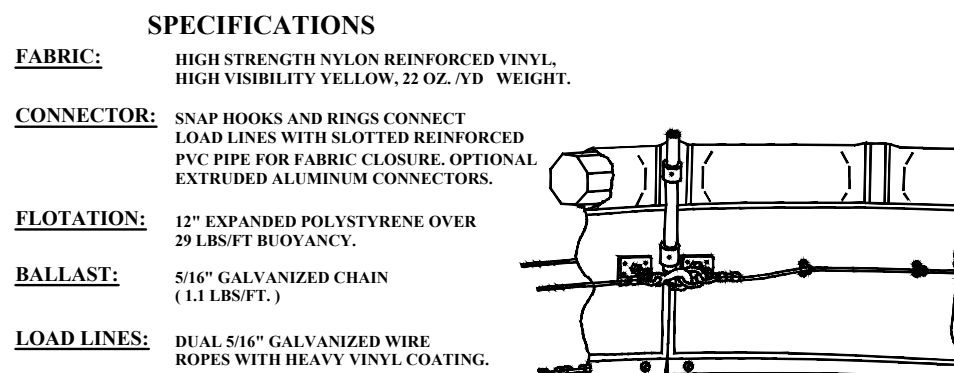 SPECIFICATIONS
FABRIC: HIGH STRENGTH NYLON REINFORCED VINYL,
HIGH VISIBILITY YELLOW, 22 OZ. /YD WEIGHT.
CONNECTOR: SNAP HOOKS AND RINGS CONNECT
LOAD LINES WITH SLOTTED REINFORCED
PVC PIPE FOR FABRIC CLOSURE. OPTIONAL
EXTRUDED ALUMINUM CONNECTORS.
FLOTATION: 12" EXPANDED POLYSTYRENE OVER
29 LBS/FT BUOYANCY.
BALLAST: 5/16" GALVANIZED CHAIN
( 1.1 LBS/FT. )
LOAD LINES: DUAL 5/16" GALVANIZED WIRE
ROPES WITH HEAVY VINYL COATING.